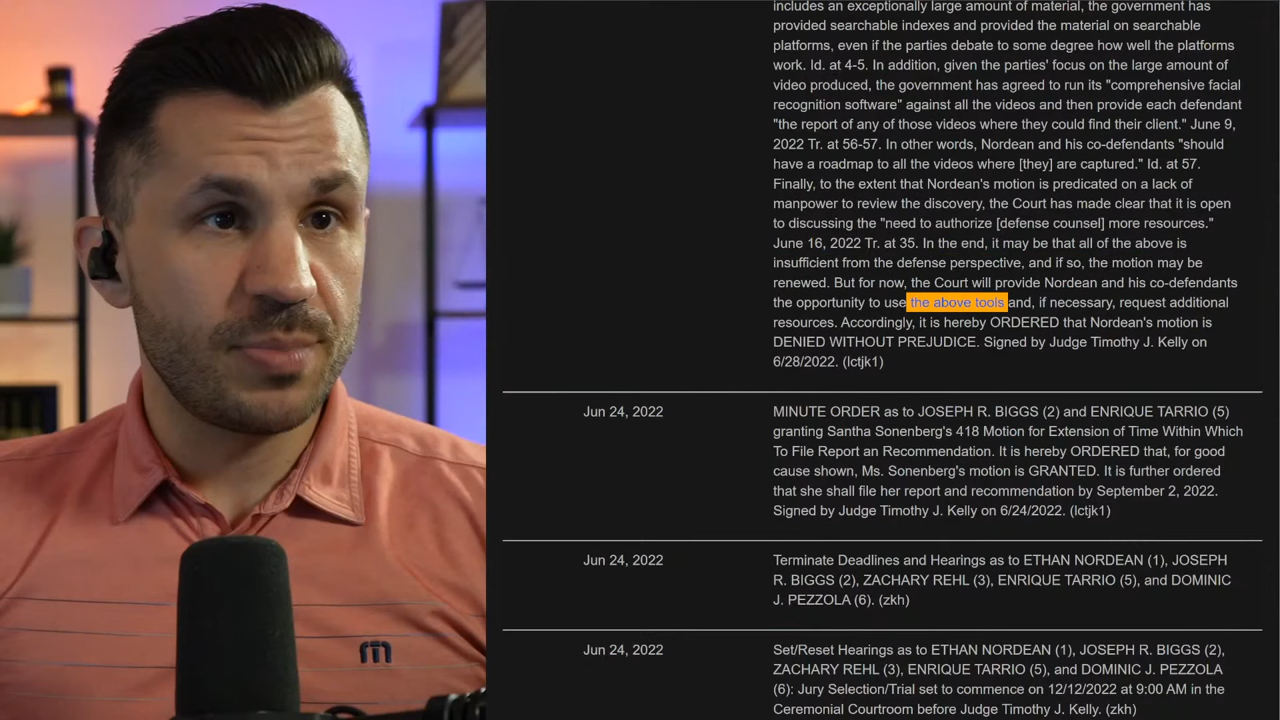 includes an exceptionally large amount of material, the government has
provided searchable indexes and provided the material on searchable
platforms, even if the parties debate to some degree how well the platforms
work. Id. at 4-5. In addition, given the parties' focus on the large amount of
video produced, the government has agreed to run its "comprehensive facial
recognition software" against all the videos and then provide each defendant
"the report of any of those videos where they could find their client." June 9,
2022 Tr. at 56-57. In other words, Nordean and his co-defendants "should
have a roadmap to all the videos where [they] are captured." Id. at 57.
Finally, to the extent that Nordean's motion is predicated on a lack of
manpower to review the discovery, the Court has made clear that it is open
to discussing the "need to authorize [defense counsel] more resources."
June 16, 2022 Tr. at 35. In the end, it may be that all of the above is
insufficient from the defense perspective, and if so, the motion may be
renewed. But for now, the Court will provide Nordean and his co-defendants
the opportunity to use the above tools and, if necessary, request additional
resources. Accordingly, it is hereby ORDERED that Nordean's motion is
DENIED WITHOUT PREJUDICE. Signed by Judge Timothy J. Kelly on
6/28/2022. (lctjk1)
Jun 24, 2022
MINUTE ORDER as to JOSEPH R. BIGGS (2) and ENRIQUE TARRIO (5)
granting Santha Sonenberg's 418 Motion for Extension of Time Within Which
To File Report an Recommendation. It is hereby ORDERED that, for good
cause shown, Ms. Sonenberg's motion is GRANTED. It is further ordered
that she shall file her report and recommendation by September 2, 2022.
Signed by Judge Timothy J. Kelly on 6/24/2022. (lctjk1)
Jun 24, 2022
Terminate Deadlines and Hearings as to ETHAN NORDEAN (1), JOSEPH
R. BIGGS (2), ZACHARY REHL (3), ENRIQUE TARRIO (5), and DOMINIC
J. PEZZOLA (6). (zkh)
Jun 24, 2022
Set/Reset Hearings as to ETHAN NORDEAN (1), JOSEPH R. BIGGS (2),
ZACHARY REHL (3), ENRIQUE TARRIO (5), and DOMINIC J. PEZZOLA
(6): Jury Selection/Trial set to commence on 12/12/2022 at 9:00 AM in the
Ceremonial Courtroom before Judge Timothy J. Kelly. (zkh)